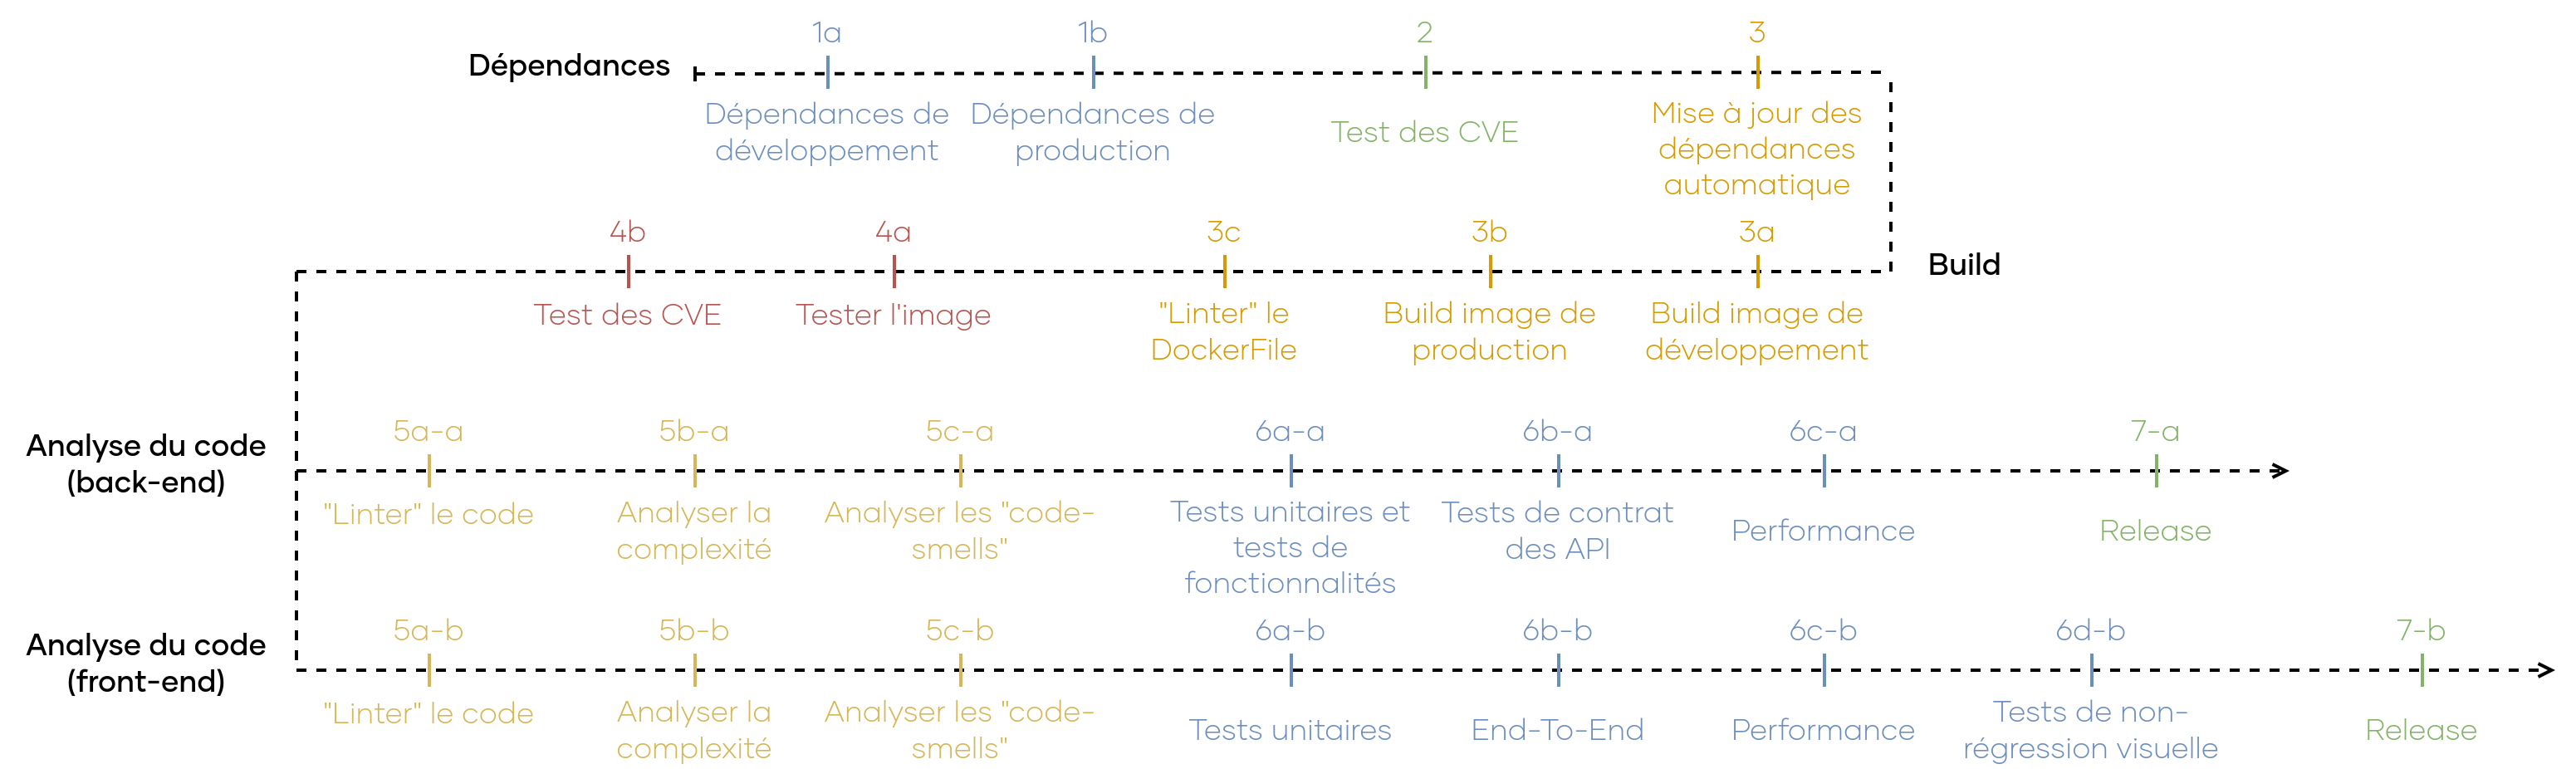 1a
1b
2
3
Dépendances
Dépendances de
développement
Dépendances de
production
Test des CVE
Mise à jour des
dépendances
automatique
4b
4a
3c
3b
3a
Build
Test des CVE
Tester l'image
"Linter" le
DockerFile
Build image de
production
Build image de
développement
Analyse du code
(back-end)
5a-a
5b-a
5c-a
6a-a
6b-a
6c-a
7-a
"Linter" le code
Analyser la
complexité
Analyser les "code-
smells"
Tests unitaires et
tests de
fonctionnalités
Tests de contrat
des API
Performance
Release
Analyse du code
(front-end)
5a-b
5b-b
5c-b
6a-b
6b-b
6c-b
6d-b
7-b
"Linter" le code
Analyser la
complexité
Analyser les "code-
smells"
Tests unitaires
End-To-End
Performance
Tests de non-
régression visuelle
Release